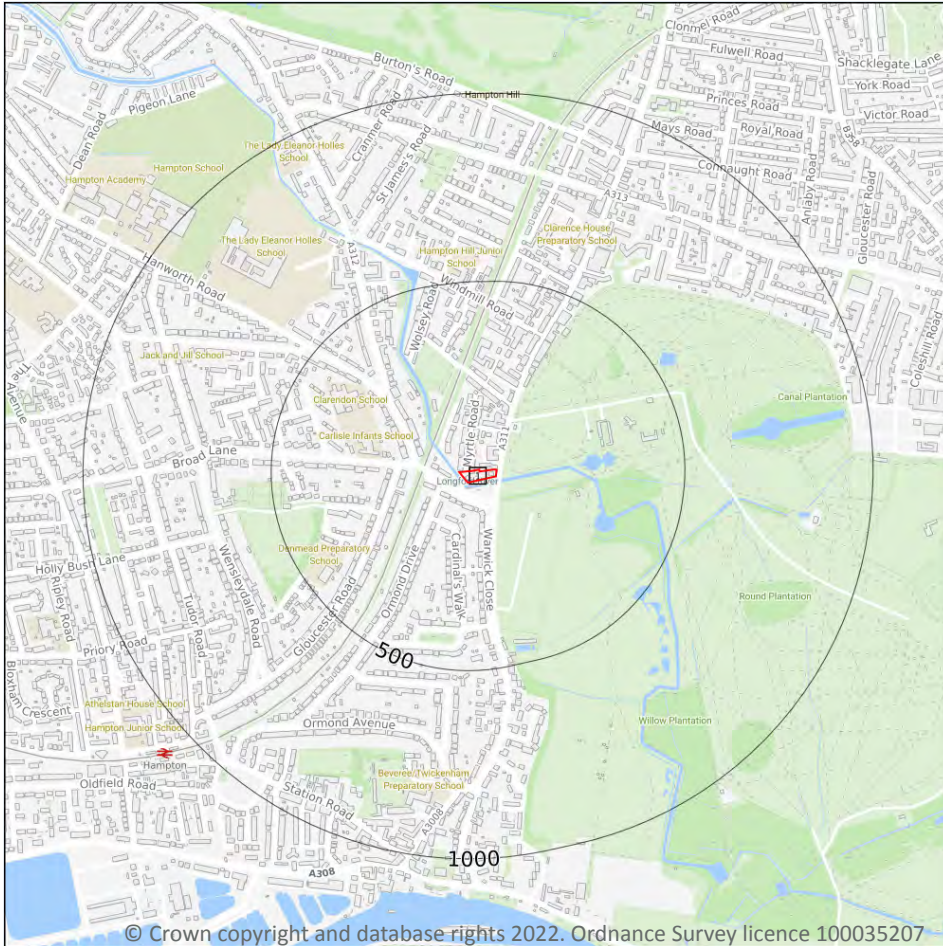 Clonmel Road
Fulwell Road
Shacklegate Lane
Burton's Road
York Road
Hampton Hill
Princes Road
Victor Road
Pigeon Lane
Cranmer Road
Mays Road
Royal Road
B358
Dean Road
The Lady Eleanor Holles
School
St James's Road
Connaught Road
Hampton School
Hampton Academy
A313
Anlaby Road
Gloucester Road
The Lady Eleanor Holles
School
A312
Clarence House
Preparatory School
Hampton Hill Junior
School
Hanworth Road
Windmill Road
Wolsey Road
Coleshill Road
Jack and Jill School
The Avenue
Clarendon School
Canal Plantation
Myrtle Road
A311
Carlisle Infants School
Broad Lane
Denmead Preparatory
School
Holly Bush Lane
Ripley Road
Wensleydale Road
Tudor Road
Gloucester Road
Ormond Drive
Cardinal's Walk
Warwick Close
Round Plantation
Priory Road
500
Bloxham Crescent
Athelstan House School
Hampton Junior School
Ormond Avenue
Willow Plantation
Hampton
Oldfield Road
Station Road
Beveree, Twickenham
Preparatory School
A3008
1000
A308
© Crown copyright and database rights 2022. Ordnance Survey licence 100035207